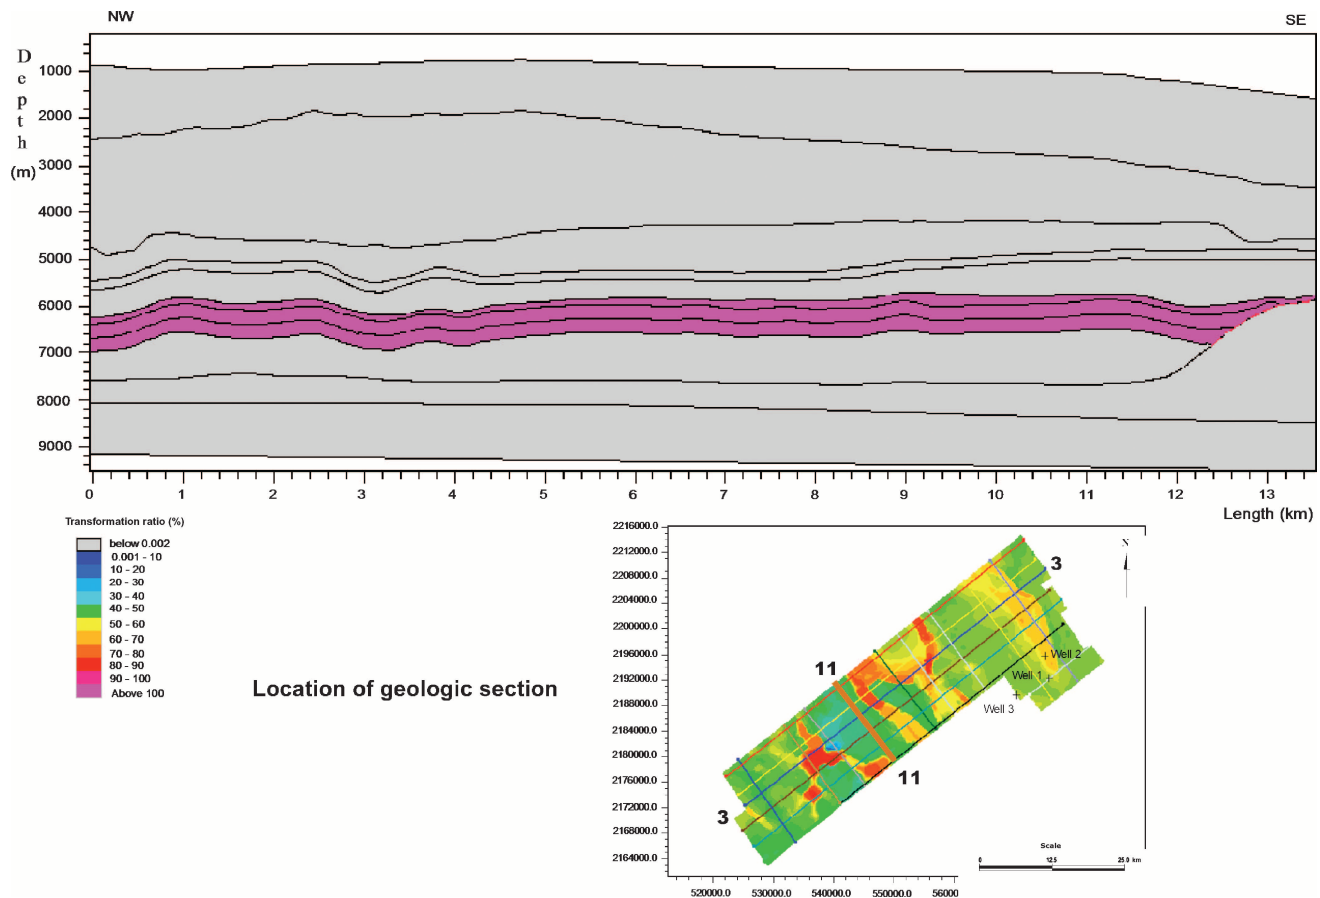 NW
SE
Depth
(m)
1000
2000
3000
4000
5000
6000
7000
8000
9000
0 1 2 3 4 5 6 7 8 9 10 11 12 13
Length (km)
Transformation ratio (%)
below 0.002
0.001 - 10
10 - 20
20 - 30
30 - 40
40 - 50
50 - 60
60 - 70
70 - 80
80 - 90
90 - 100
Above 100
Location of geologic section
2216000.0
2212000.0
2208000.0
2204000.0
2200000.0
2196000.0
2192000.0
2188000.0
2184000.0
2180000.0
2176000.0
2172000.0
2168000.0
2164000.0
520000.0 530000.0 540000.0 550000.0 56000
N
3
11
Well 2
Well 1
Well 3
11
3
Scale
0 12.5 25.0 km